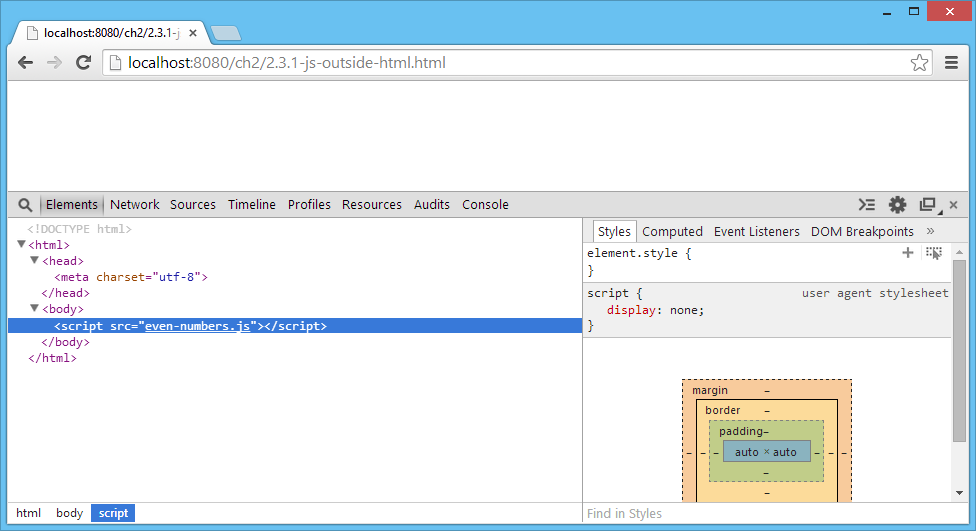 localhost:8080/ch2/2.3.1-j
localhost:8080/ch2/2.3.1-js-outside-html.html
Elements Network Sources Timeline Profiles Resources Audits Console
<!DOCTYPE html>
<html>
<head>
<meta charset="utf-8">
</head>
<body>
<script src="even-numbers.js"></script>
</body>
</html>
html body script
Styles Computed Event Listeners DOM Breakpoints »
element.style {
}
script { user agent stylesheet
display: none;
}
margin –
border –
padding–
– – – auto × auto – – –
–
–
Find in Styles